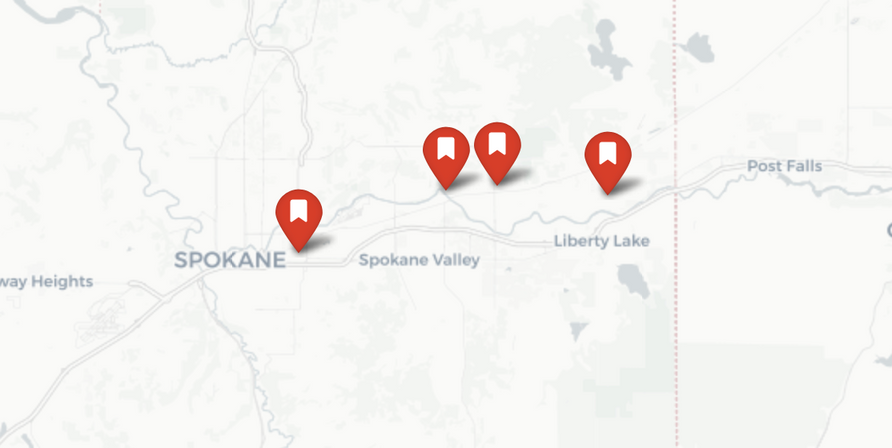 Post Falls
Liberty Lake
SPOKANE
Spokane Valley
way Heights